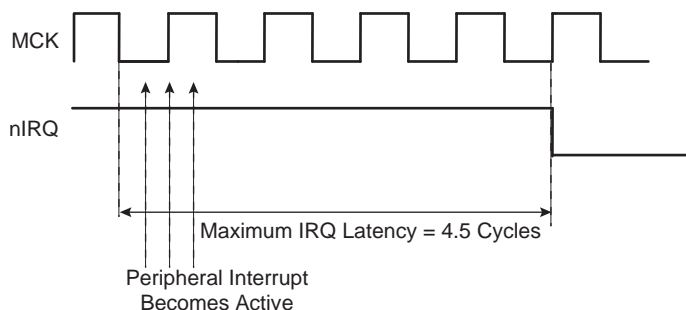 MCK
nIRQ
Maximum IRQ Latency = 4.5 Cycles
Peripheral Interrupt
Becomes Active